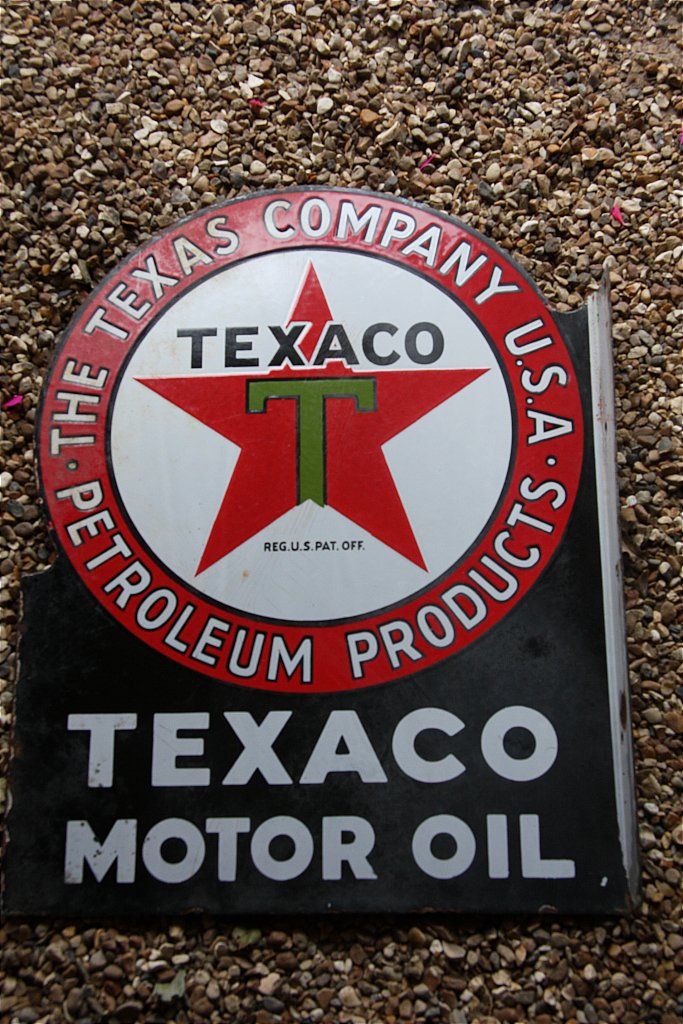 · THE TEXAS COMPANY U.S.A ·
TEXACO
T
REG.U.S.PAT. OFF.
PETROLEUM PRODUCTS
TEXACO
MOTOR OIL